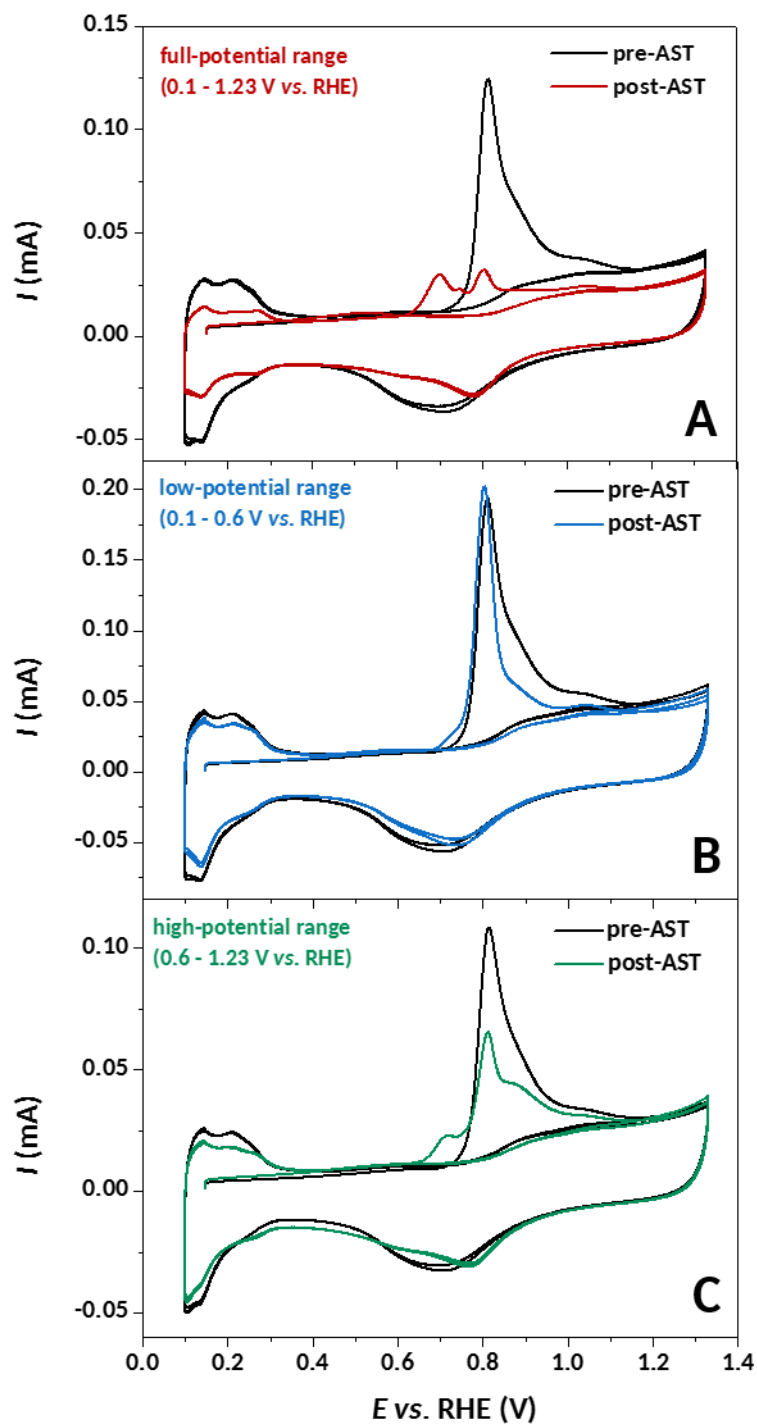 0.15
full-potential range
(0.1 - 1.23 V vs. RHE)
pre-AST
post-AST
0.10
J (mA)
0.05
0.00
-0.05
A
low-potential range
(0.1 - 0.6 V vs. RHE)
pre-AST
post-AST
0.20
0.15
0.10
J (mA)
0.05
0.00
-0.05
B
high-potential range
(0.6 - 1.23 V vs. RHE)
pre-AST
post-AST
0.10
0.05
J (mA)
0.00
-0.05
C
0.0 0.2 0.4 0.6 0.8 1.0 1.2 1.4
E vs. RHE (V)